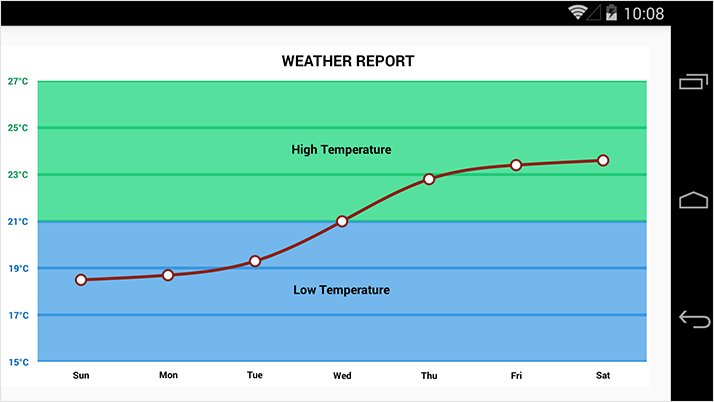 10:08
WEATHER REPORT
27°C
25°C
High Temperature
23°C
21°C
19°C
Low Temperature
17°C
15°C
Sun Mon Tue Wed Thu Fri Sat